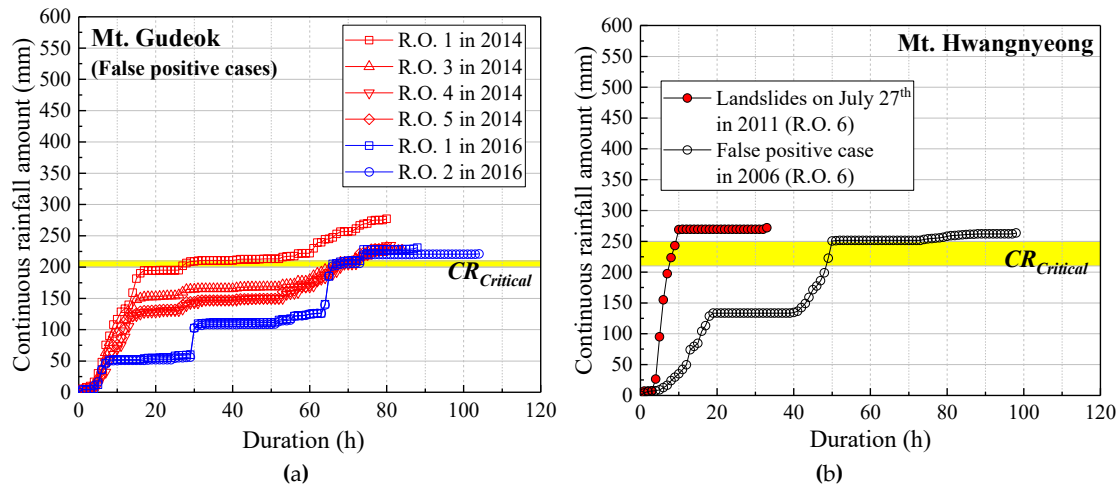 Mt. Gudeok
(False positive cases)
R.O. 1 in 2014
R.O. 3 in 2014
R.O. 4 in 2014
R.O. 5 in 2014
R.O. 1 in 2016
R.O. 2 in 2016
CR_Critical
Continuous rainfall amount (mm)
600
550
500
450
400
350
300
250
200
150
100
50
0
0 20 40 60 80 100 120
Duration (h)
(a)
Mt. Hwangnyeong
Landslides on July 27th
in 2011 (R.O. 6)
False positive case
in 2006 (R.O. 6)
CR_Critical
Continuous rainfall amount (mm)
600
550
500
450
400
350
300
250
200
150
100
50
0
0 20 40 60 80 100 120
Duration (h)
(b)